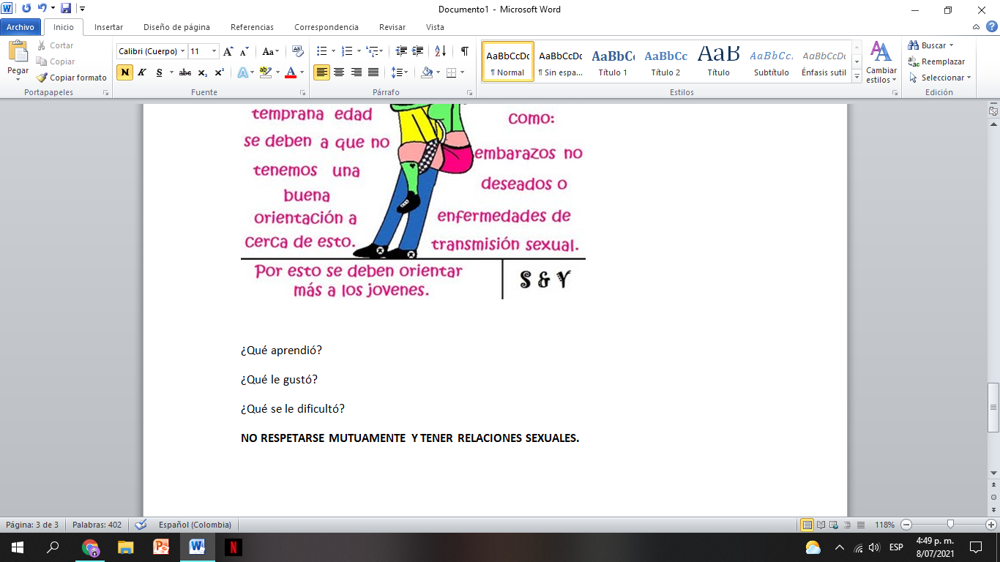 Documento1 - Microsoft Word
Archivo Inicio Insertar Diseño de página Referencias Correspondencia Revisar Vista
Pegar
Cortar
Copiar
Copiar formato
Portapapeles
Calibri (Cuerpo) 11
N K S abc x₂ x²
Fuente
Párrafo
AaBbCcDc AaBbCcDc AaBbC AaBbCc AaB AaBbCc. AaBbCcDc
¶ Normal ¶ Sin espa... Título 1 Título 2 Título Subtítulo Énfasis sutil
Estilos
Cambiar estilos
Buscar
Reemplazar
Seleccionar
Edición
temprana edad
se deben a que no
tenemos una
buena
orientación a
cerca de esto.
como:
embarazos no
deseados o
enfermedades de
transmisión sexual.
Por esto se deben orientar
más a los jovenes.
S & Y
¿Qué aprendió?
¿Qué le gustó?
¿Qué se le dificultó?
NO RESPETARSE MUTUAMENTE Y TENER RELACIONES SEXUALES.
Página: 3 de 3 Palabras: 402 Español (Colombia) 118%
ESP
4:49 p. m.
8/07/2021